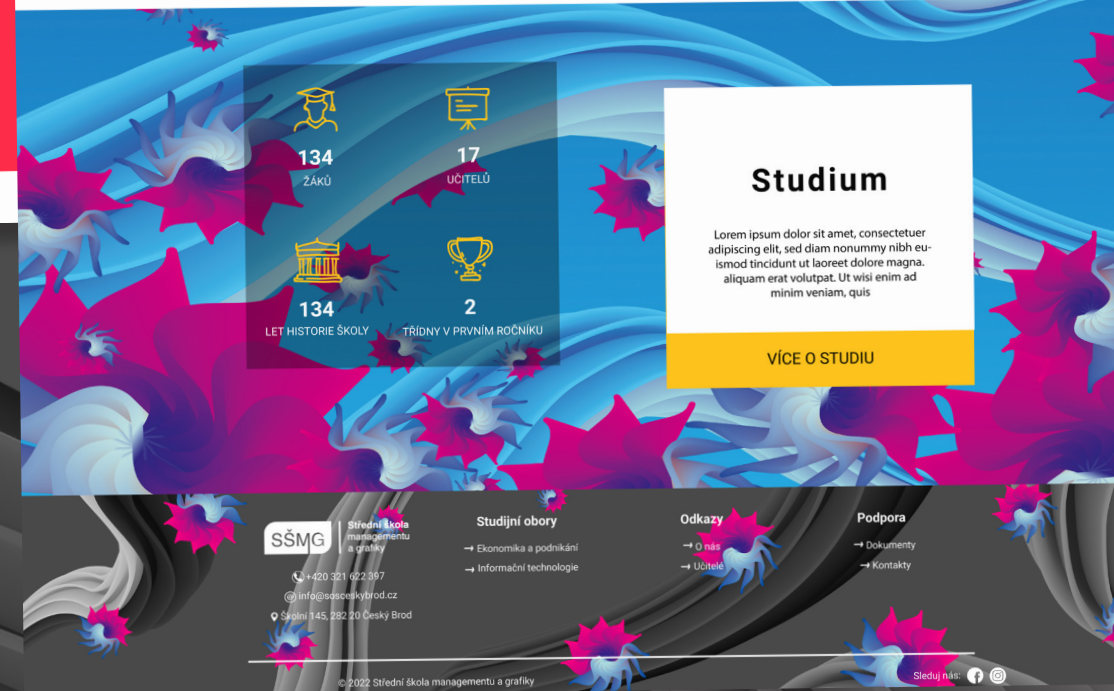 134
ŽÁKŮ
17
UČITELŮ
134
LET HISTORIE ŠKOLY
2
TŘÍDNY V PRVNÍM ROČNÍKU
Studium
Lorem ipsum dolor sit amet, consectetuer
adipiscing elit, sed diam nonummy nibh eu-
ismod tincidunt ut laoreet dolore magna.
aliquam erat volutpat. Ut wisi enim ad
minim veniam, quis
VÍCE O STUDIU
SŠMG
Střední škola
managementu
a grafiky
+420 321 622 397
info@sosceskybrod.cz
Školní 145, 282 20 Český Brod
Studijní obory
→ Ekonomika a podnikání
→ Informační technologie
Odkazy
→ O nás
→ Učitelé
Podpora
→ Dokumenty
→ Kontakty
© 2022 Střední škola managementu a grafiky
Sleduj nás: